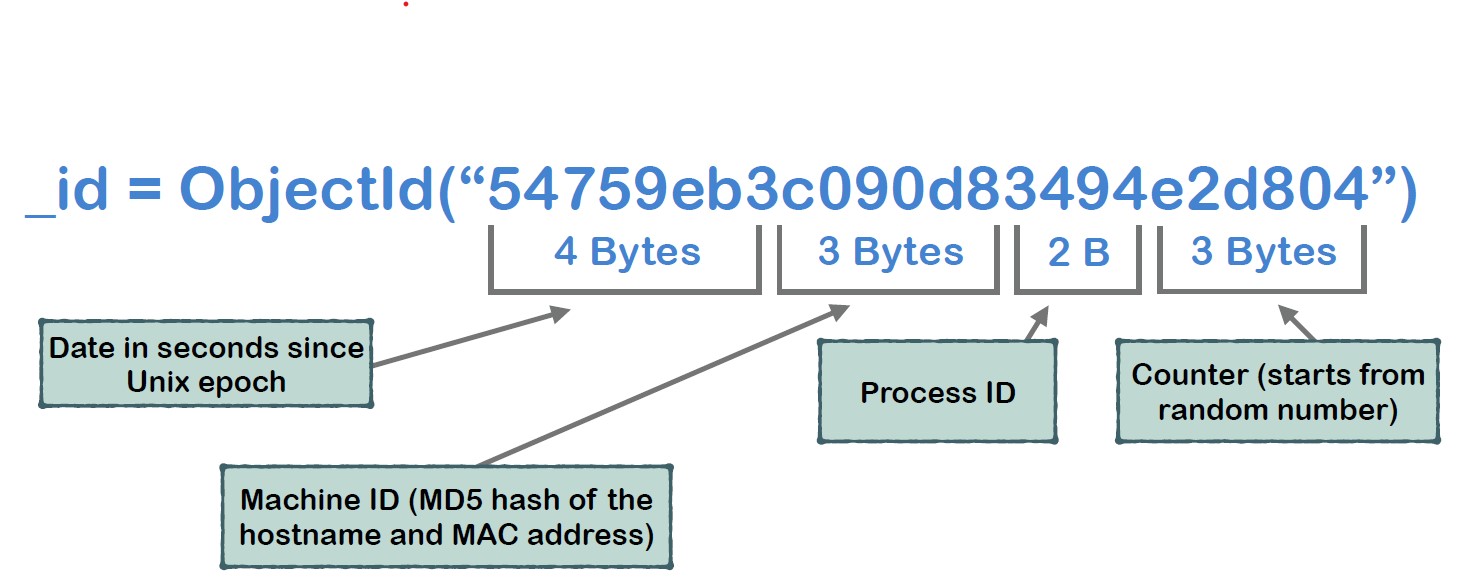 _id = ObjectId(“54759eb3c090d83494e2d804”)
4 Bytes 3 Bytes 2 B 3 Bytes
Date in seconds since
Unix epoch
Process ID
Counter (starts from
random number)
Machine ID (MD5 hash of the
hostname and MAC address)